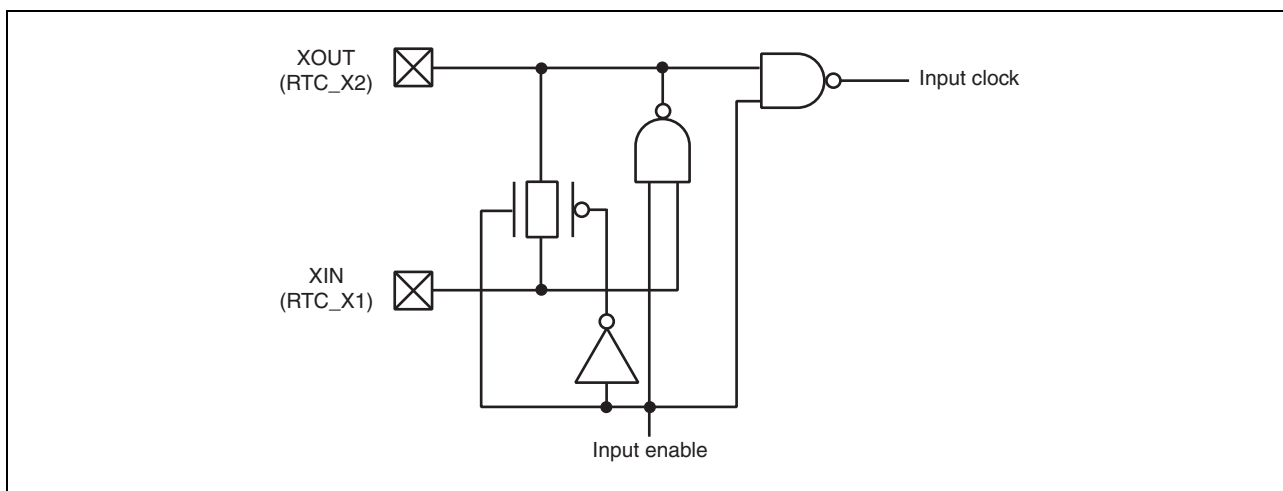 XOUT
(RTC_X2)
Input clock
XIN
(RTC_X1)
Input enable